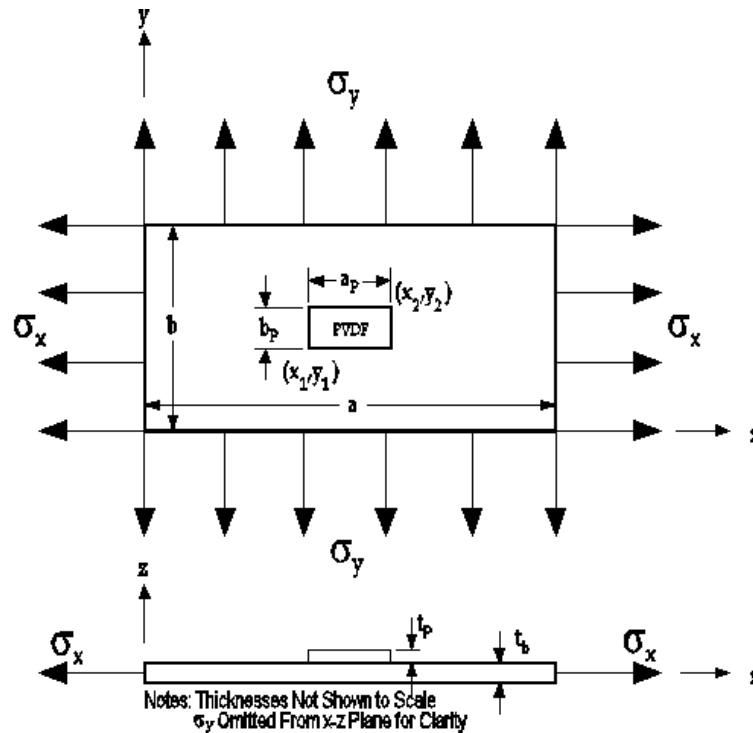 y
σy
aP
(x2,y2)
σx
b
bP
PVDF
σx
(x1,y1)
a
σy
z
tP
tb
σx
σx
Notes: Thicknesses Not Shown to Scale
σy Omitted From x-z Plane for Clarity